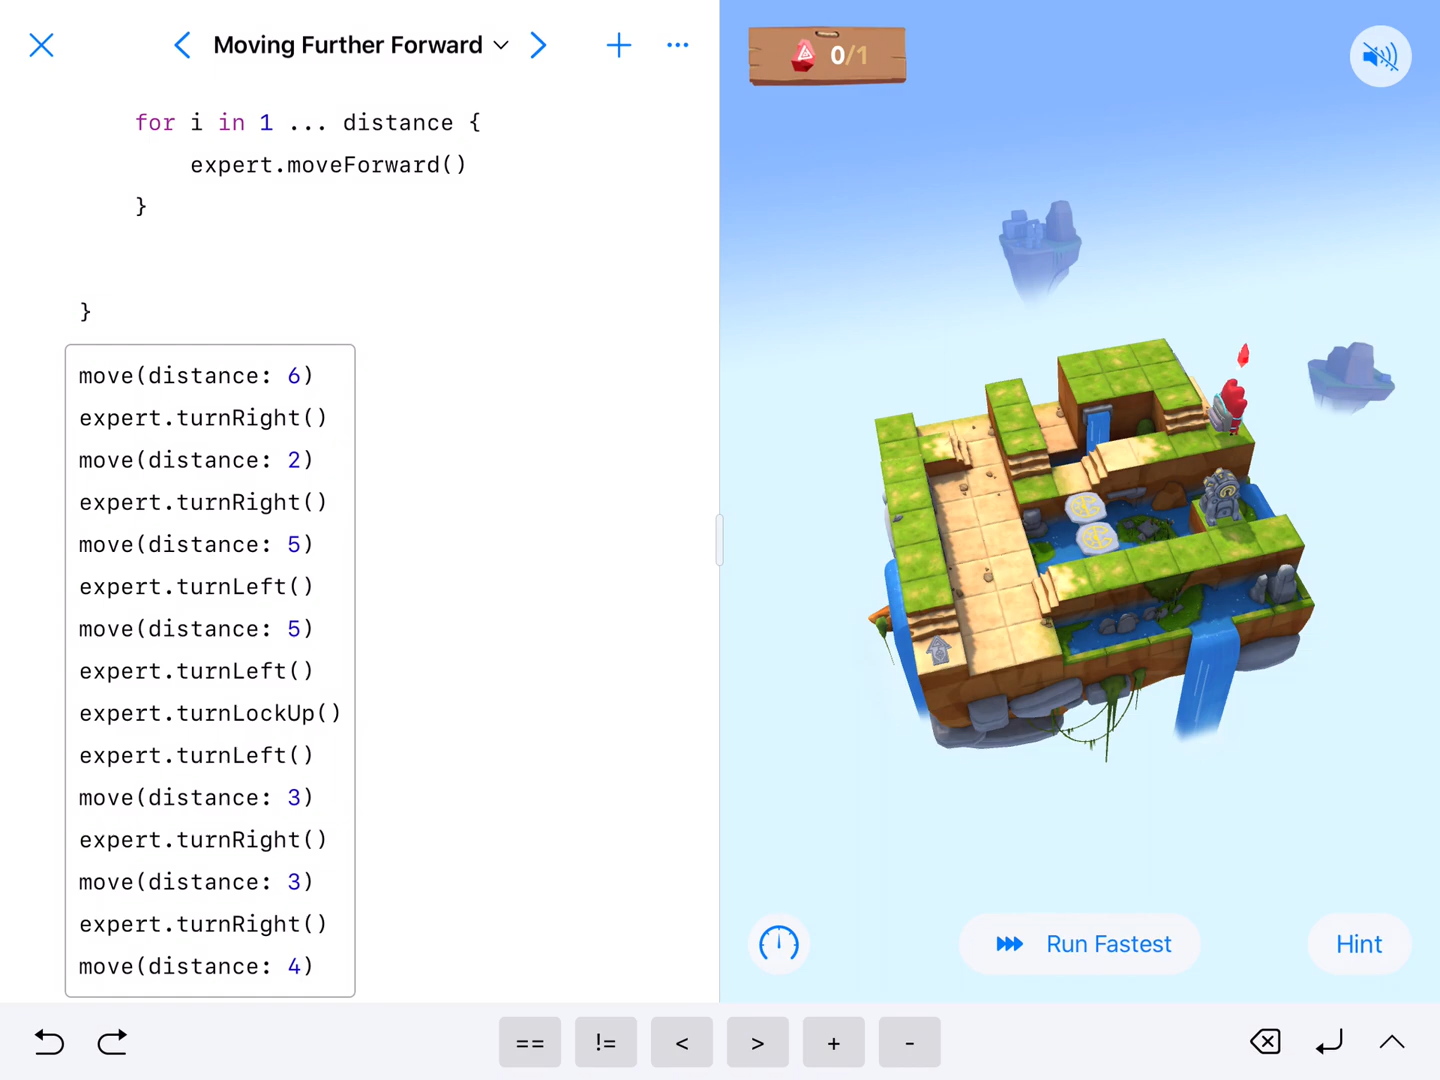 Moving Further Forward
for i in 1 ... distance {
expert.moveForward()
}
}
move(distance: 6)
expert.turnRight()
move(distance: 2)
expert.turnRight()
move(distance: 5)
expert.turnLeft()
move(distance: 5)
expert.turnLeft()
expert.turnLockUp()
expert.turnLeft()
move(distance: 3)
expert.turnRight()
move(distance: 3)
expert.turnRight()
move(distance: 4)
== != < > + -
0/1
Run Fastest
Hint